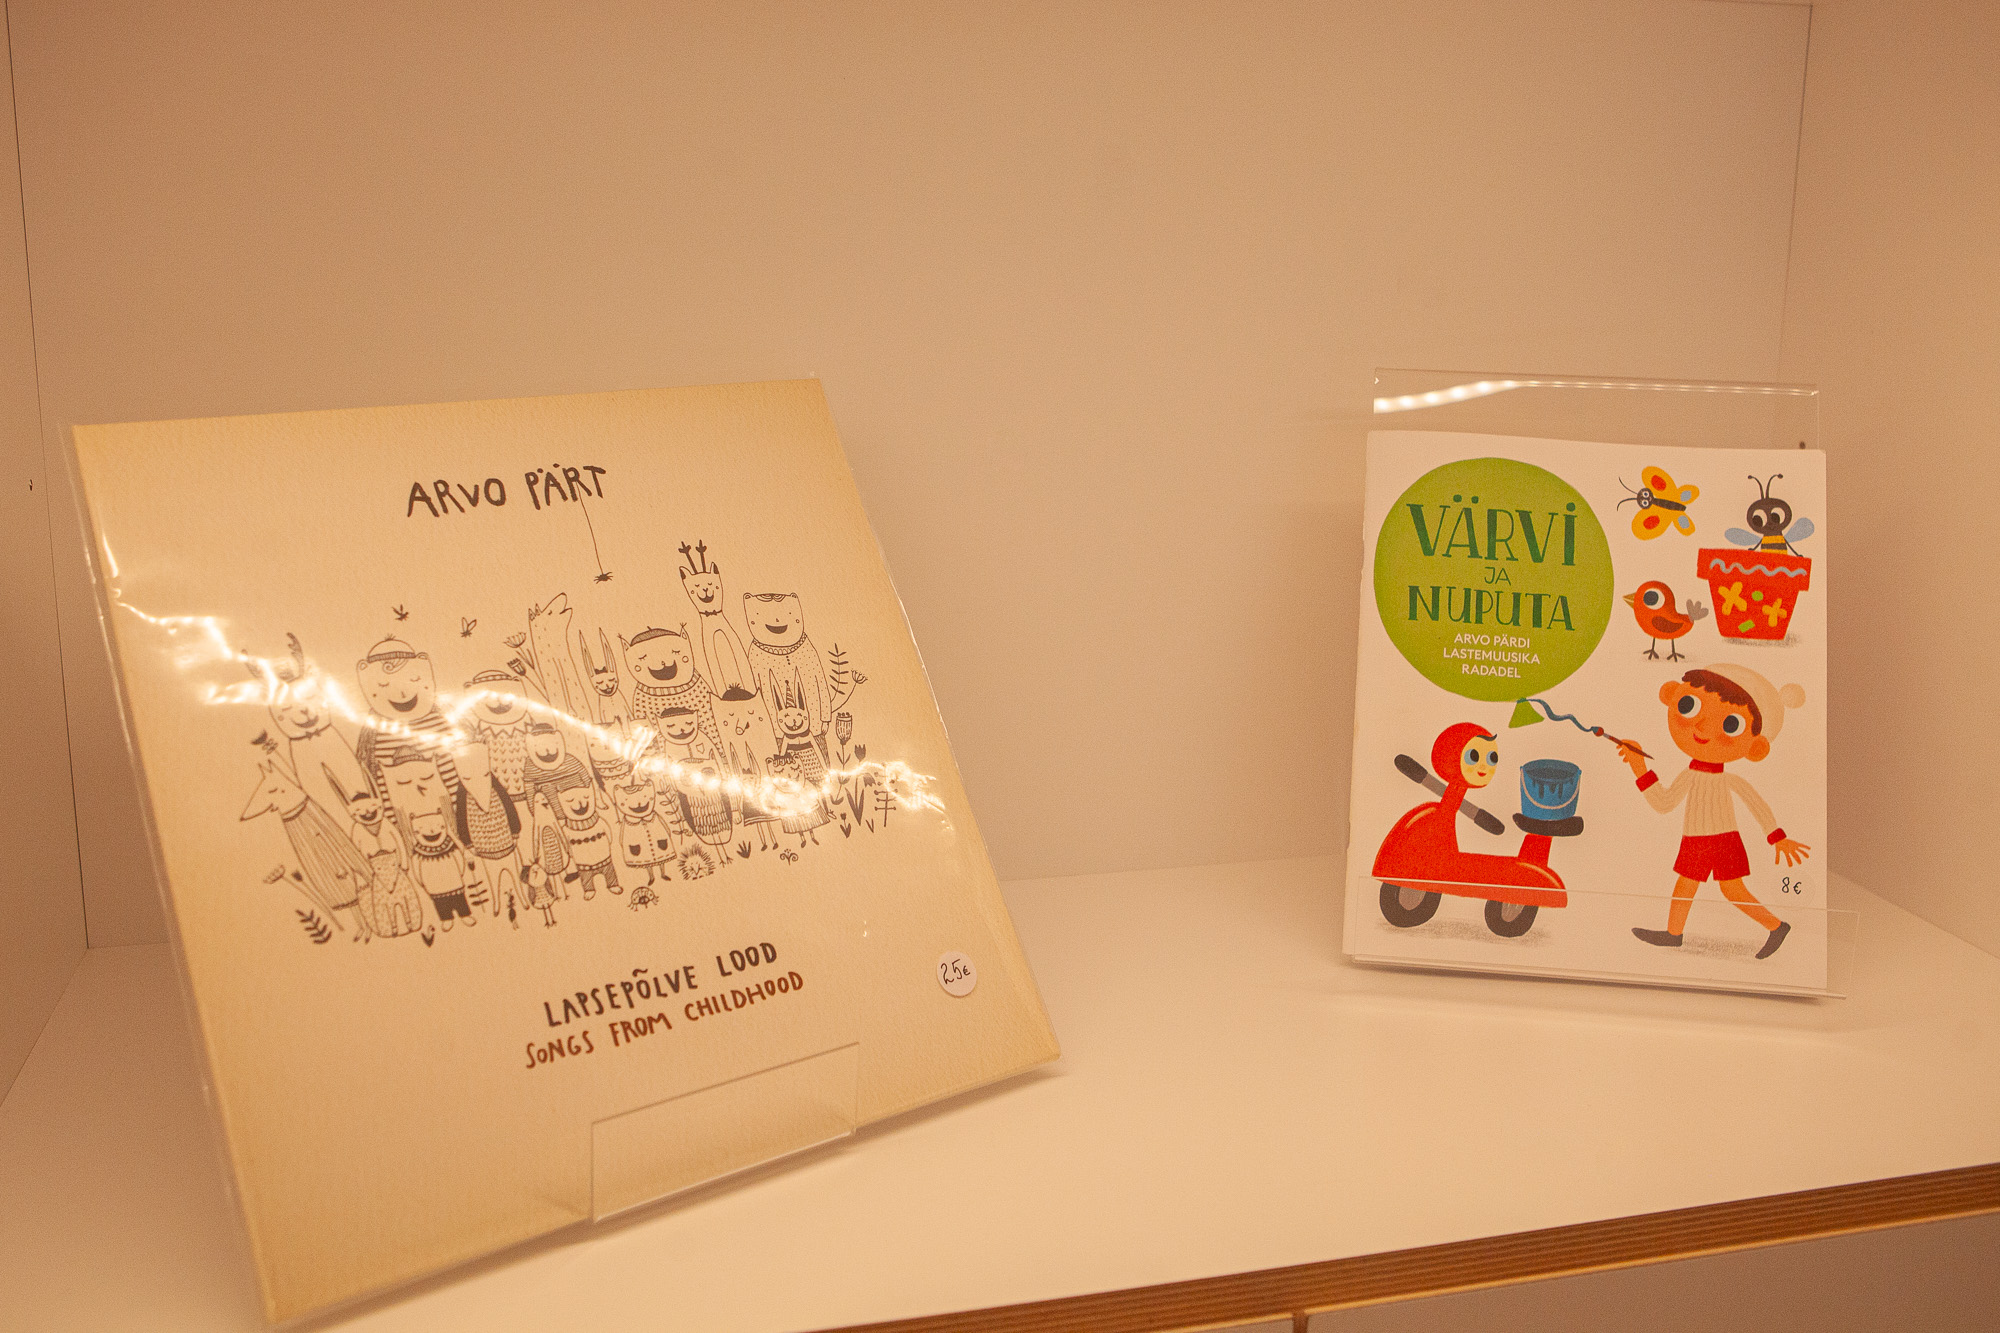 ARVO PÄRT
LAPSEPÕLVE LOOD
SONGS FROM CHILDHOOD
25€
VÄRVI
JA
NUPUTA
ARVO PÄRDI
LASTEMUUSIKA
RADADEL
8€